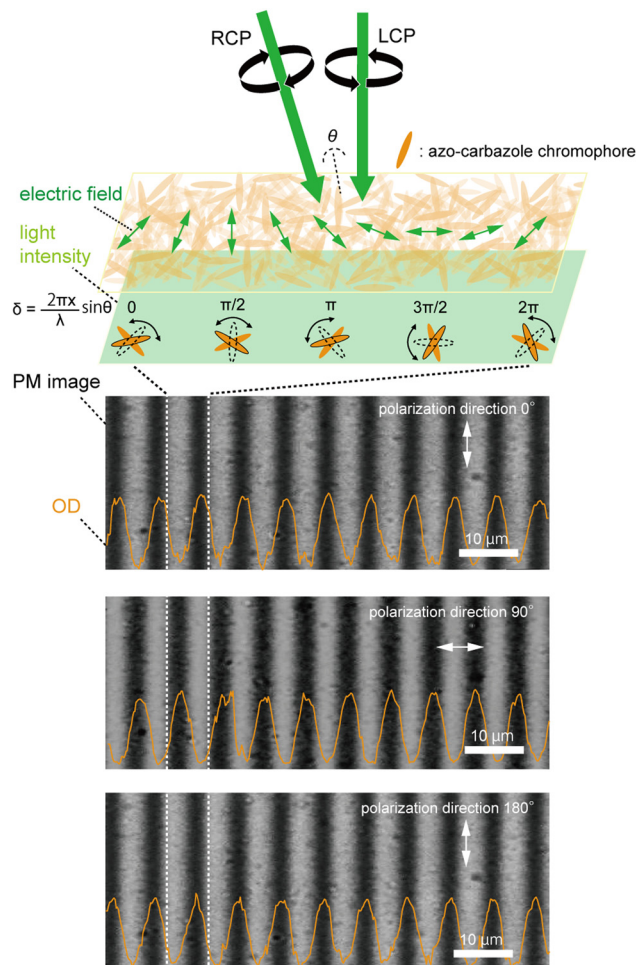 RCP
LCP
θ
: azo-carbazole chromophore
electric field
light
intensity
δ = 2πx/λ sinθ
0
π/2
π
3π/2
2π
PM image
polarization direction 0°
OD
10 μm
polarization direction 90°
10 μm
polarization direction 180°
10 μm